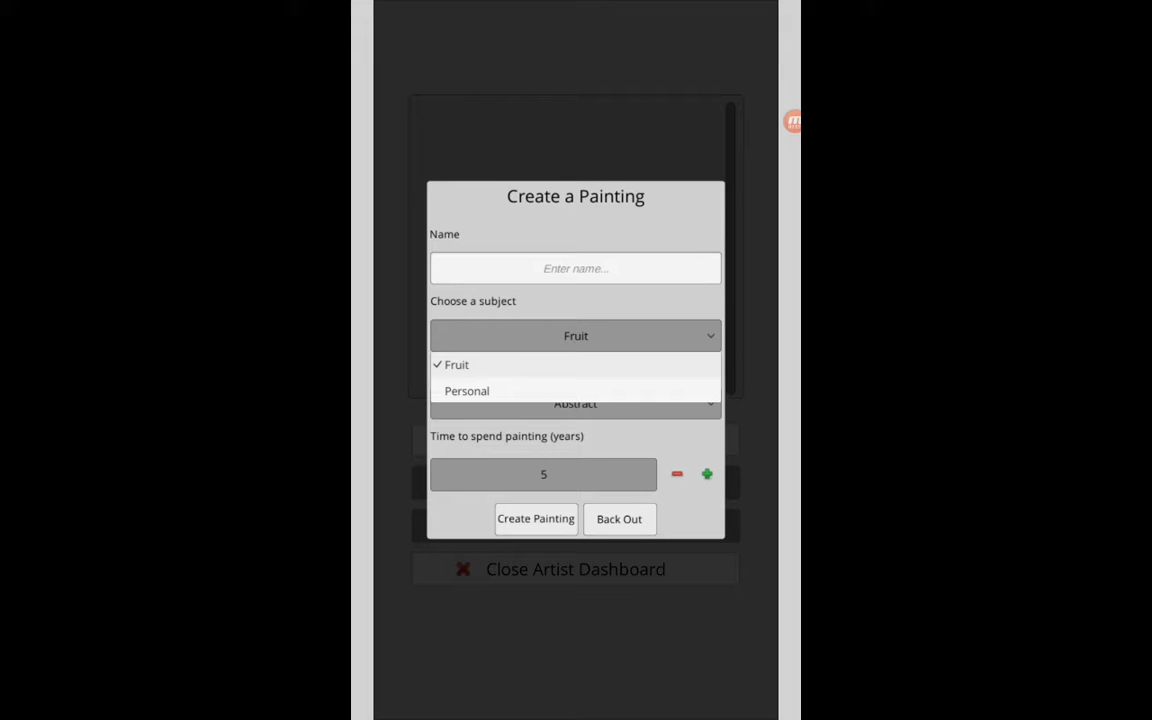 Create a Painting
Name
Enter name...
Choose a subject
Fruit
Fruit
Personal
Abstract
Time to spend painting (years)
5
Create Painting
Back Out
Close Artist Dashboard